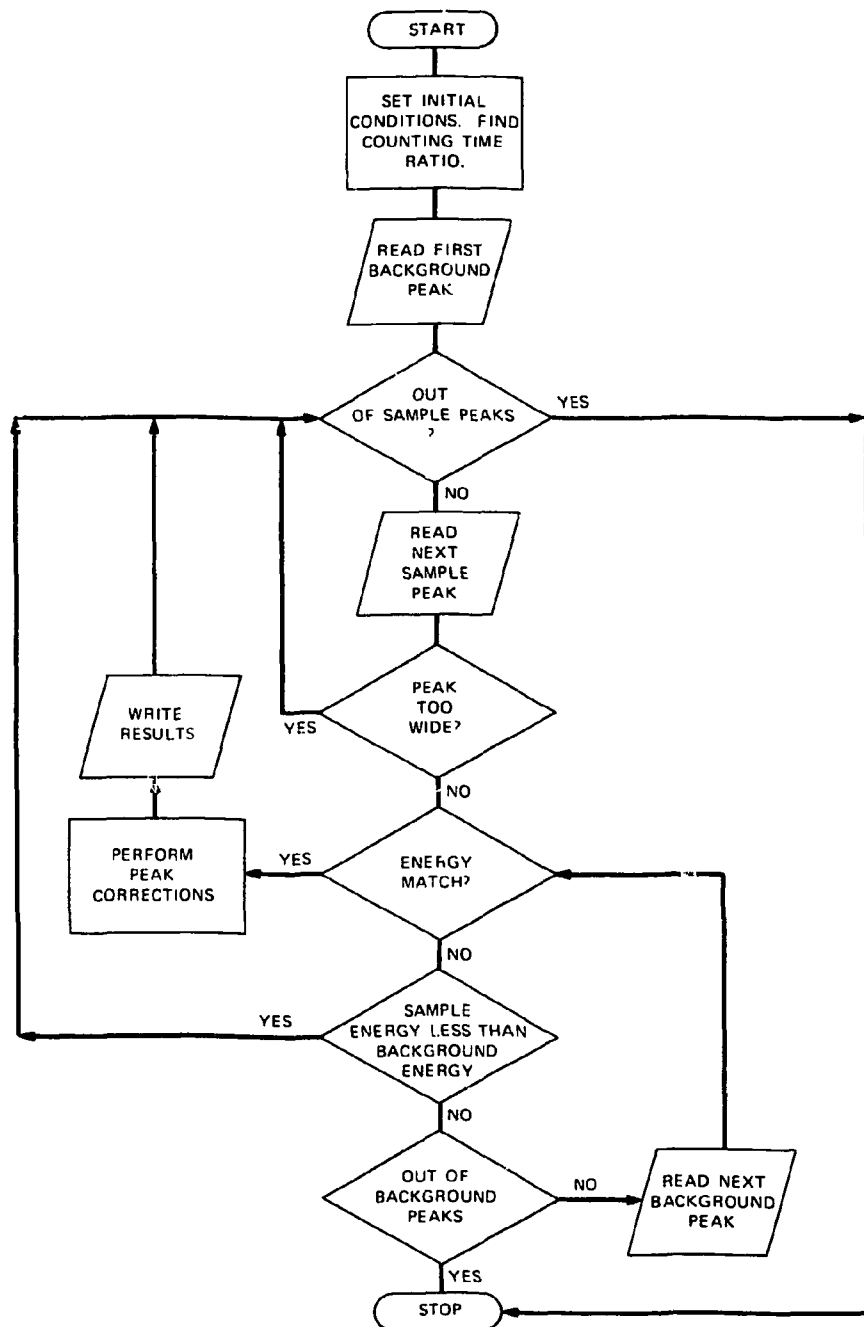 START
SET INITIAL
CONDITIONS. FIND
COUNTING TIME
RATIO.
READ FIRST
BACKGROUND
PEAK
OUT
OF SAMPLE PEAKS
?
YES
NO
READ
NEXT
SAMPLE
PEAK
PEAK
TOO
WIDE?
YES
NO
WRITE
RESULTS
PERFORM
PEAK
CORRECTIONS
YES
ENERGY
MATCH?
NO
SAMPLE
ENERGY LESS THAN
BACKGROUND
ENERGY
YES
NO
OUT OF
BACKGROUND
PEAKS
NO
READ NEXT
BACKGROUND
PEAK
YES
STOP